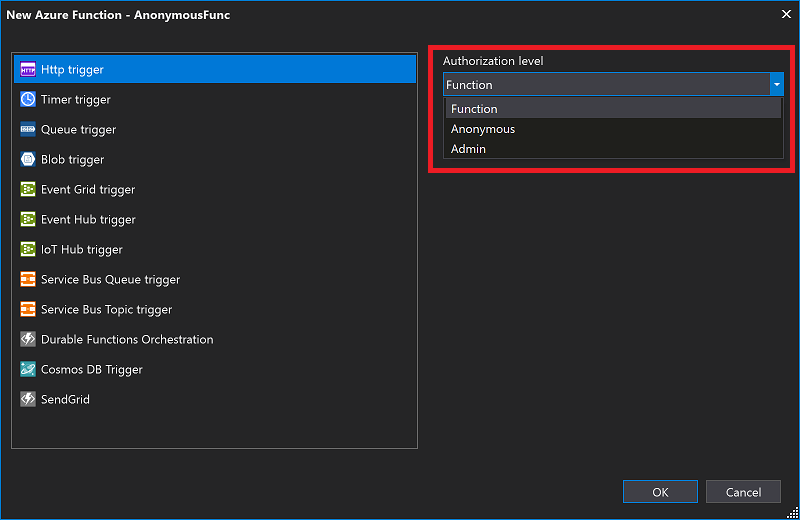 New Azure Function - AnonymousFunc
HTTP
Http trigger
Timer trigger
Queue trigger
Blob trigger
Event Grid trigger
Event Hub trigger
IoT Hub trigger
Service Bus Queue trigger
Service Bus Topic trigger
Durable Functions Orchestration
Cosmos DB Trigger
SendGrid
Authorization level
Function
Function
Anonymous
Admin
OK
Cancel